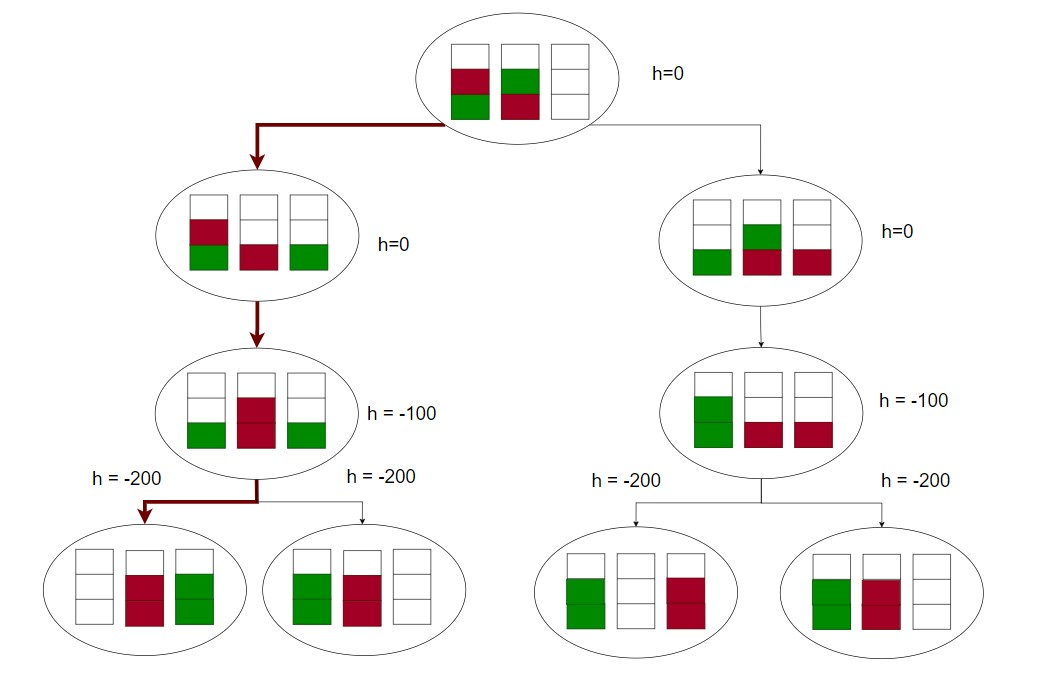 h=0
h=0
h=0
h = -100
h = -100
h = -200
h = -200
h = -200
h = -200